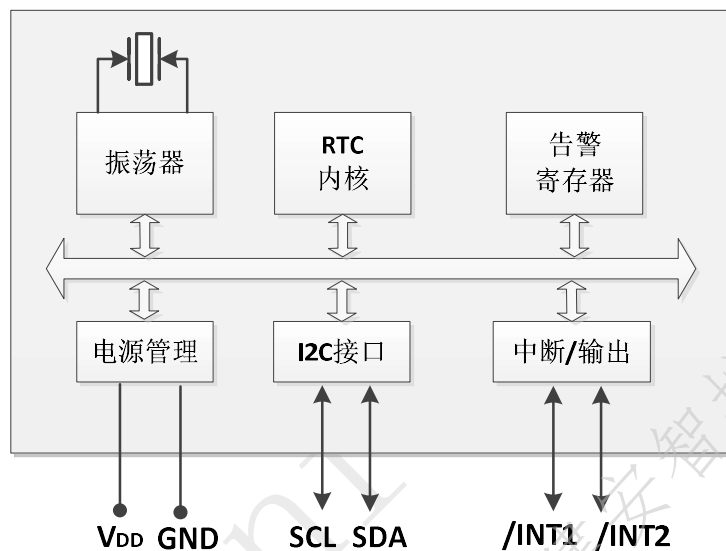 振荡器
RTC
内核
告警
寄存器
电源管理
I2C接口
中断/输出
VDD GND SCL SDA /INT1 /INT2